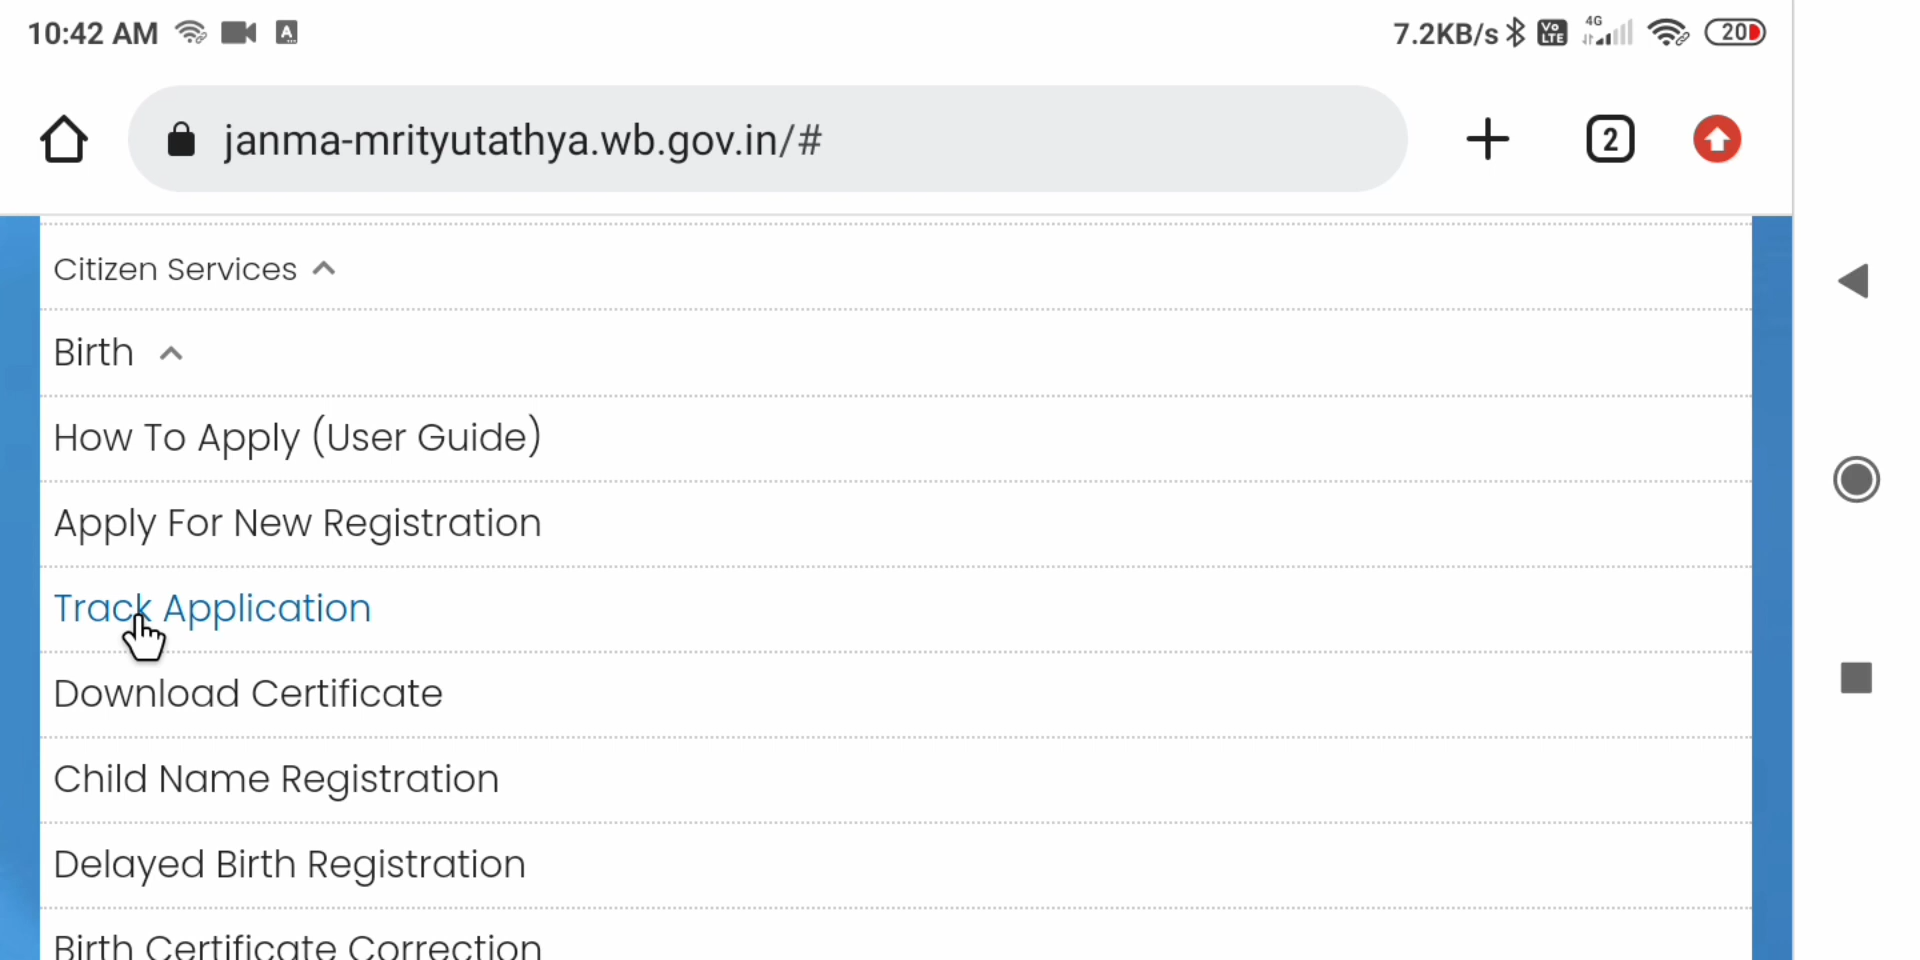 10:42 AM A 7.2KB/s Vo LTE 4G 20
janma-mrityutathya.wb.gov.in/# 2
Citizen Services
Birth
How To Apply (User Guide)
Apply For New Registration
Track Application
Download Certificate
Child Name Registration
Delayed Birth Registration
Birth Certificate Correction